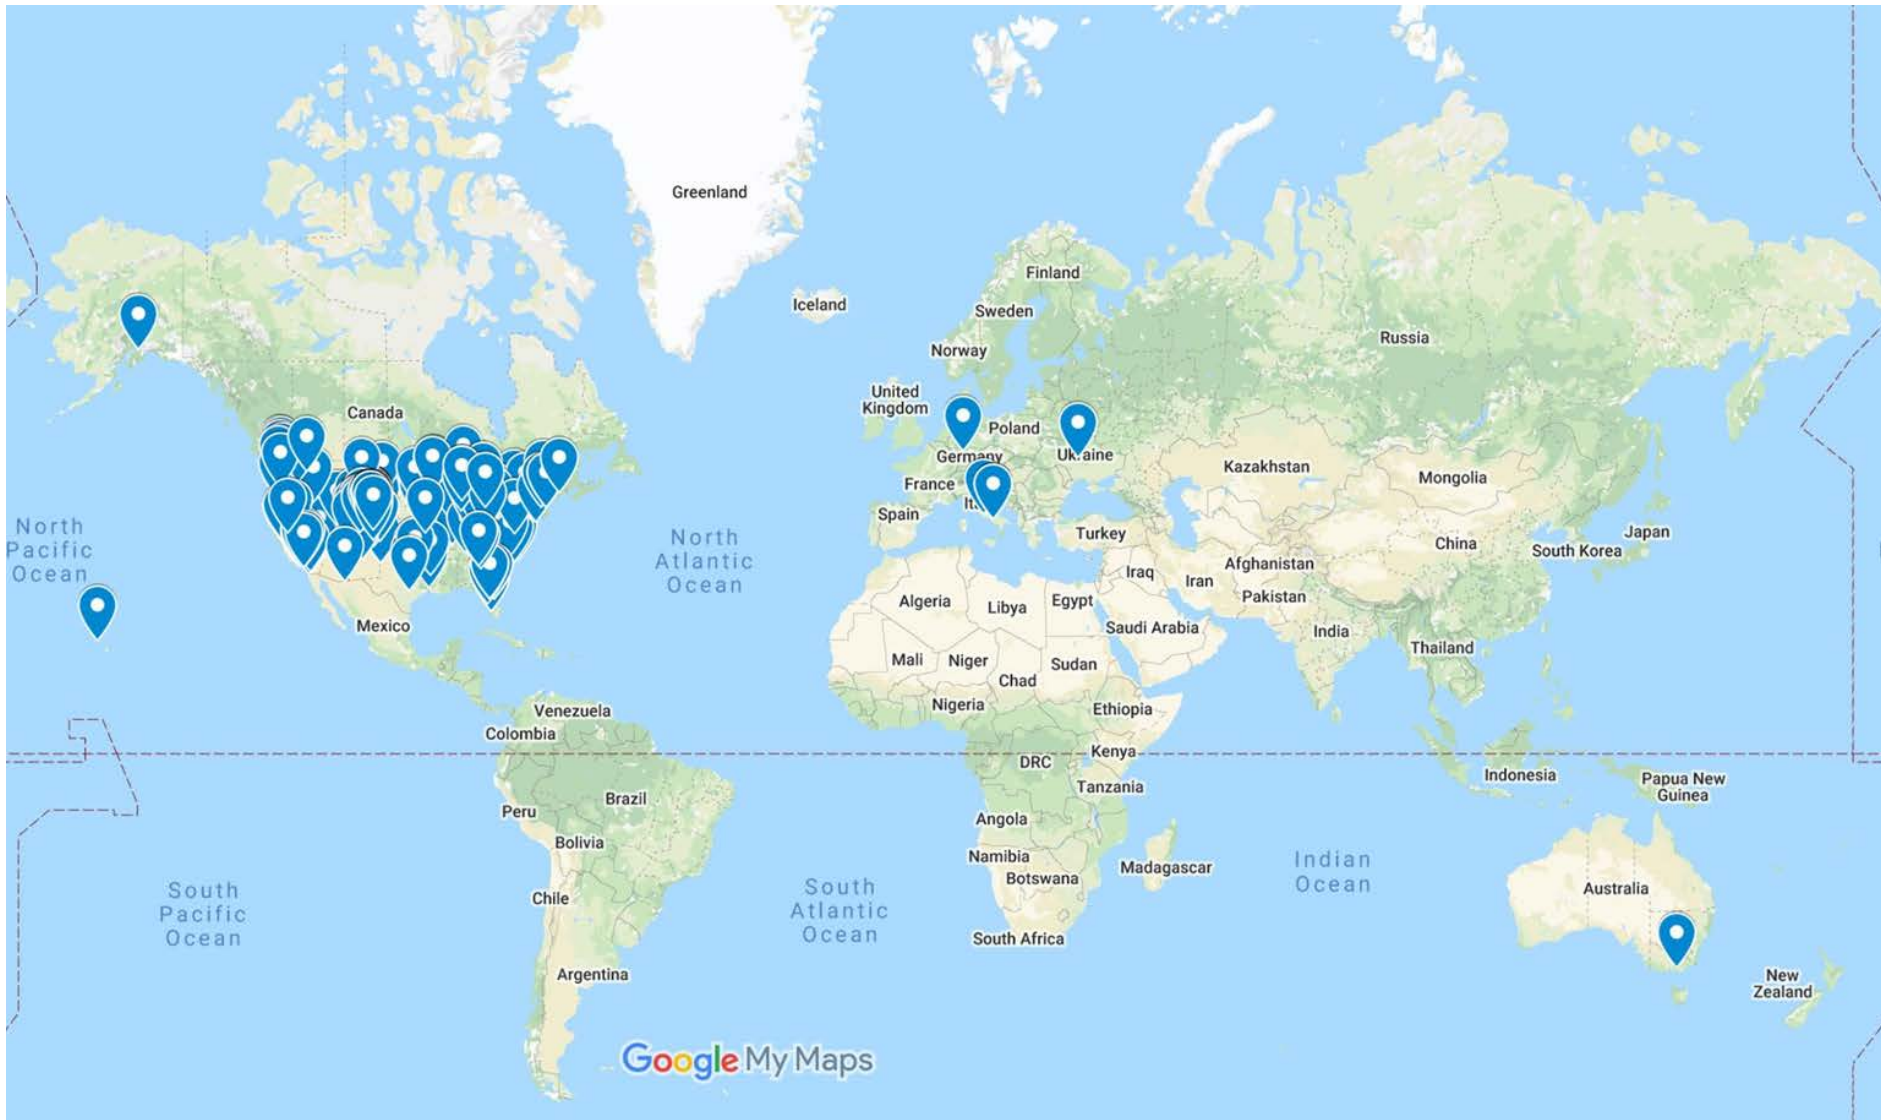 Greenland
Iceland
Finland
Sweden
Norway
Russia
United
Kingdom
Canada
Poland
Germany
Ukraine
Kazakhstan
Mongolia
France
Spain
Turkey
North
Pacific
Ocean
North
Atlantic
Ocean
Japan
China
South Korea
Afghanistan
Iraq
Iran
Pakistan
Algeria
Libya
Egypt
Saudi Arabia
India
Thailand
Mexico
Mali
Niger
Sudan
Chad
Nigeria
Ethiopia
Venezuela
Colombia
Kenya
DRC
Tanzania
Indonesia
Papua New
Guinea
Brazil
Peru
Angola
Bolivia
Namibia
Botswana
Madagascar
Indian
Ocean
Chile
South
Pacific
Ocean
South
Atlantic
Ocean
Australia
South Africa
Argentina
New
Zealand
Google My Maps